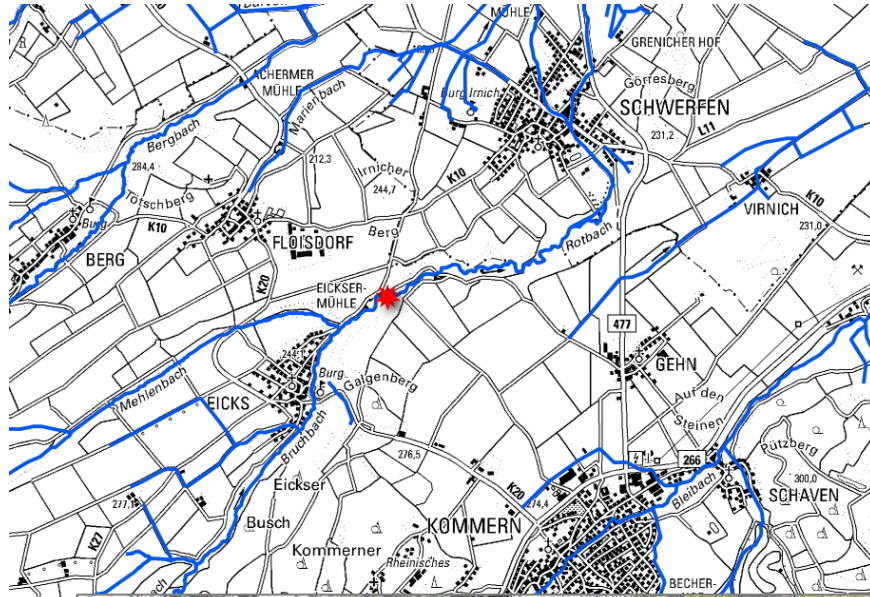 MÜHLE
GRENICHER HOF
ACHERMER
MÜHLE
Marienbach
Burg Irnich
Görresberg
SCHWERFEN
231,2
L11
Bergbach
284,4
212,3
Irnicher
244,7
K10
Totschberg
K10
Burg
BERG
FLOISDORF
Berg
Rotbach
VIRNICH
K10
231,0
K20
EICKSER-
MÜHLE
477
GEHN
244,1
Burg
Galgenberg
Mehlenbach
EICKS
Bruchbach
Auf den
Steinen
276,5
266
Pützberg
Eickser
K20
274,4
Bleibach
300,0
SCHAVEN
277,1
Busch
KOMMERN
K27
Kommerner
Rheinisches
BECHER-